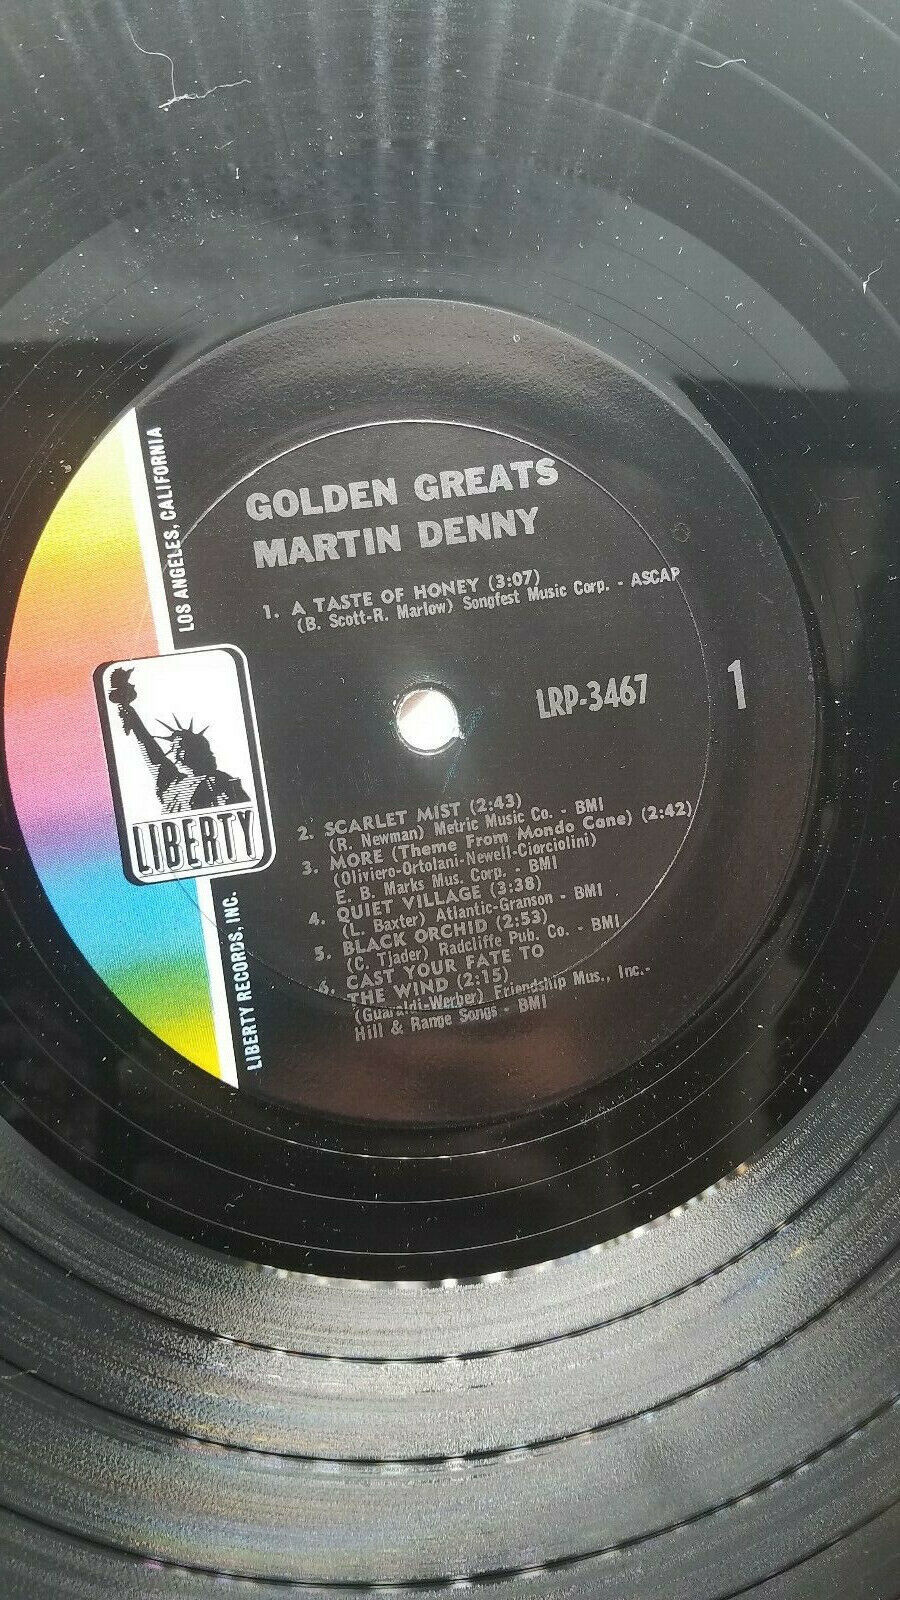 GOLDEN GREATS
MARTIN DENNY
1. A TASTE OF HONEY (3:07)
(B. Scott-R. Marlow) Songfest Music Corp. - ASCAP
LRP-3467
1
2. SCARLET MIST (2:43)
(R. Newman) Metric Music Co. - BMI
3. MORE (Theme From Mondo Cane) (2:42)
(Oliviero-Ortolani-Newell-Ciorciolini)
E. B. Marks Mus. Corp. - BMI
4. QUIET VILLAGE (3:38)
(L. Baxter) Atlantic-Granson - BMI
5. BLACK ORCHID (2:53)
(C. Tjader) Radcliffe Pub. Co. - BMI
6. CAST YOUR FATE TO
THE WIND (2:15)
(Guaraldi-Werber) Friendship Mus., Inc.-
Hill & Range Songs - BMI
LIBERTY
LIBERTY RECORDS, INC.
LOS ANGELES, CALIFORNIA